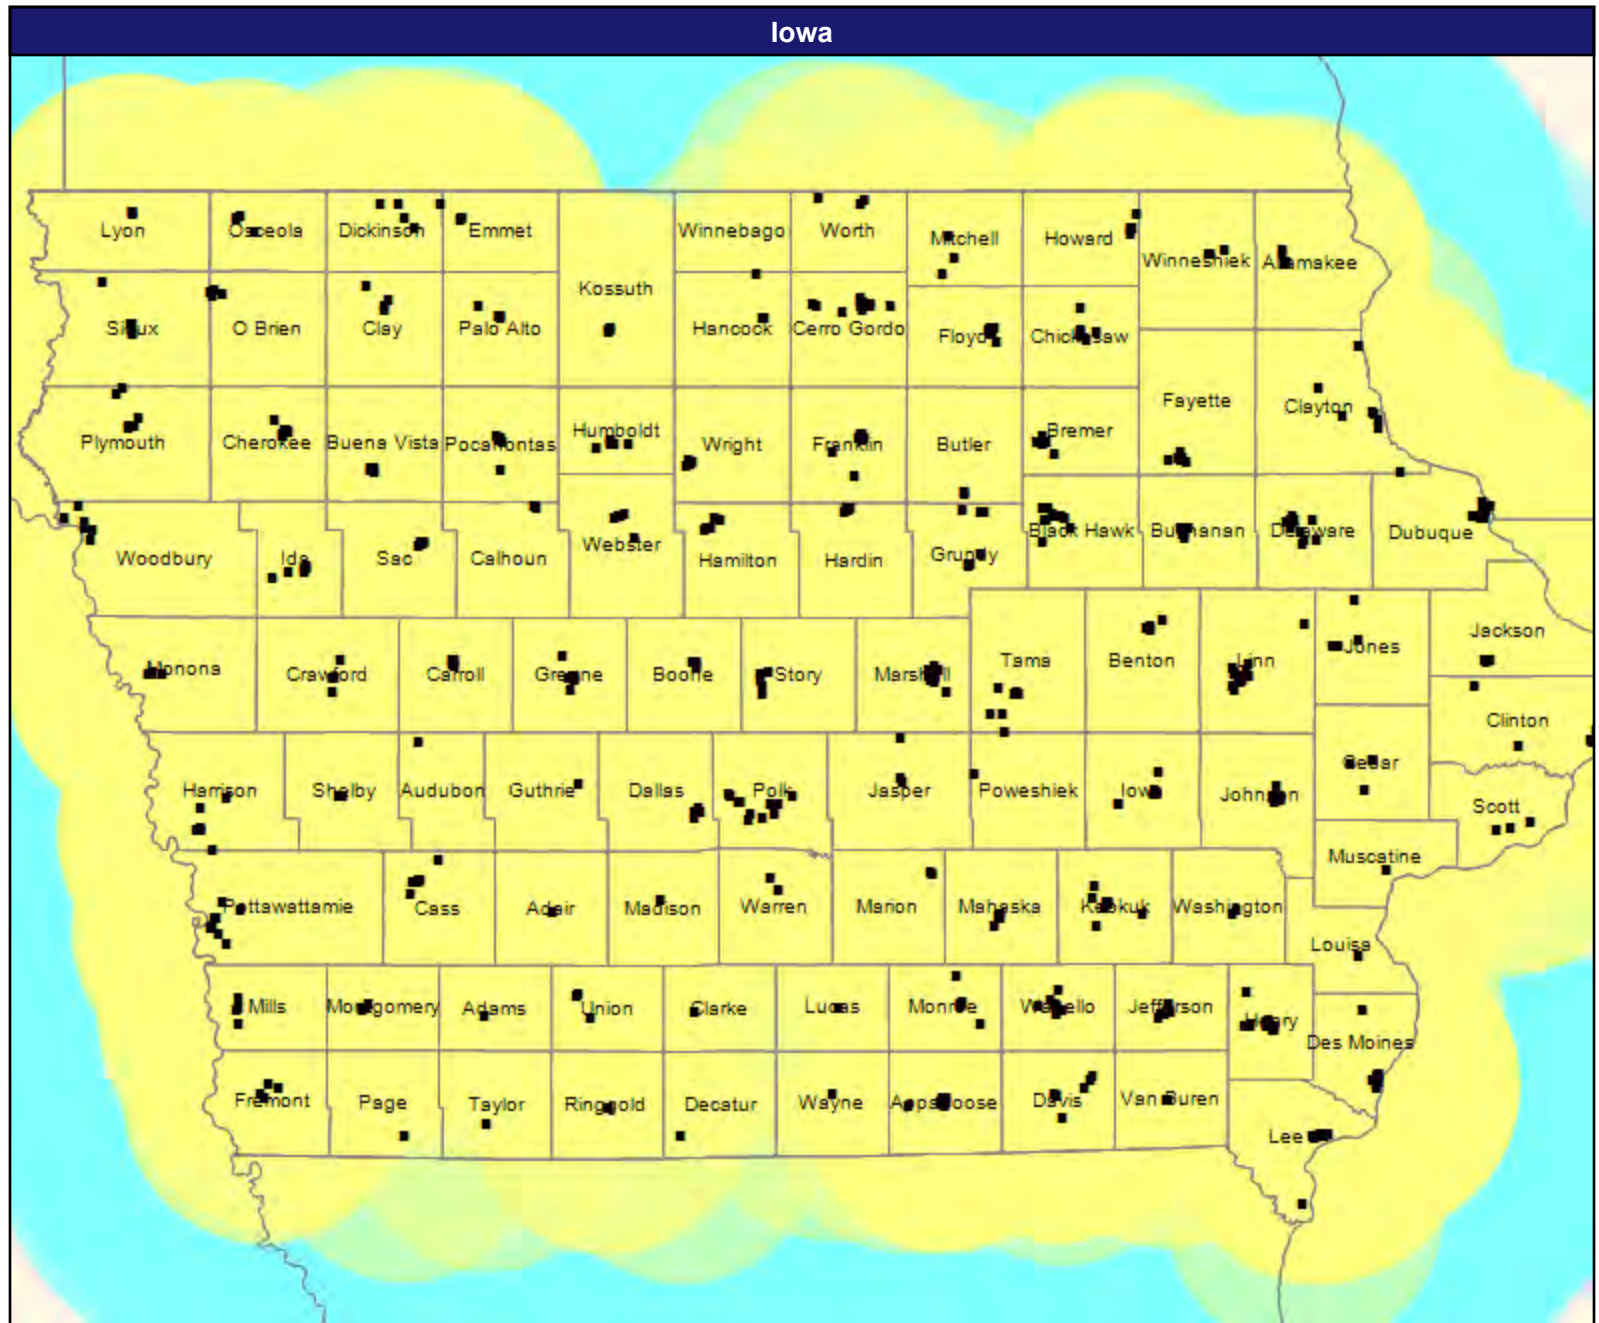 Iowa
Lyon
Osceola
Dickinson
Emmet
Winnebago
Worth
Mitchell
Howard
Winneshiek
Allamakee
Kossuth
Sioux
O Brien
Clay
Palo Alto
Hancock
Cerro Gordo
Floyd
Chickasaw
Fayette
Clayton
Plymouth
Cherokee
Buena Vista
Pocahontas
Humboldt
Wright
Franklin
Butler
Bremer
Woodbury
Ida
Sac
Calhoun
Webster
Hamilton
Hardin
Grundy
Black Hawk
Buchanan
Delaware
Dubuque
Monona
Crawford
Carroll
Greene
Boone
Story
Marshall
Tama
Benton
Linn
Jones
Jackson
Clinton
Harrison
Shelby
Audubon
Guthrie
Dallas
Polk
Jasper
Poweshiek
Iowa
Johnson
Cedar
Scott
Muscatine
Pottawattamie
Cass
Adair
Madison
Warren
Marion
Mahaska
Keokuk
Washington
Louisa
Mills
Montgomery
Adams
Union
Clarke
Lucas
Monroe
Wapello
Jefferson
Henry
Des Moines
Fremont
Page
Taylor
Ringgold
Decatur
Wayne
Appanoose
Davis
Van Buren
Lee